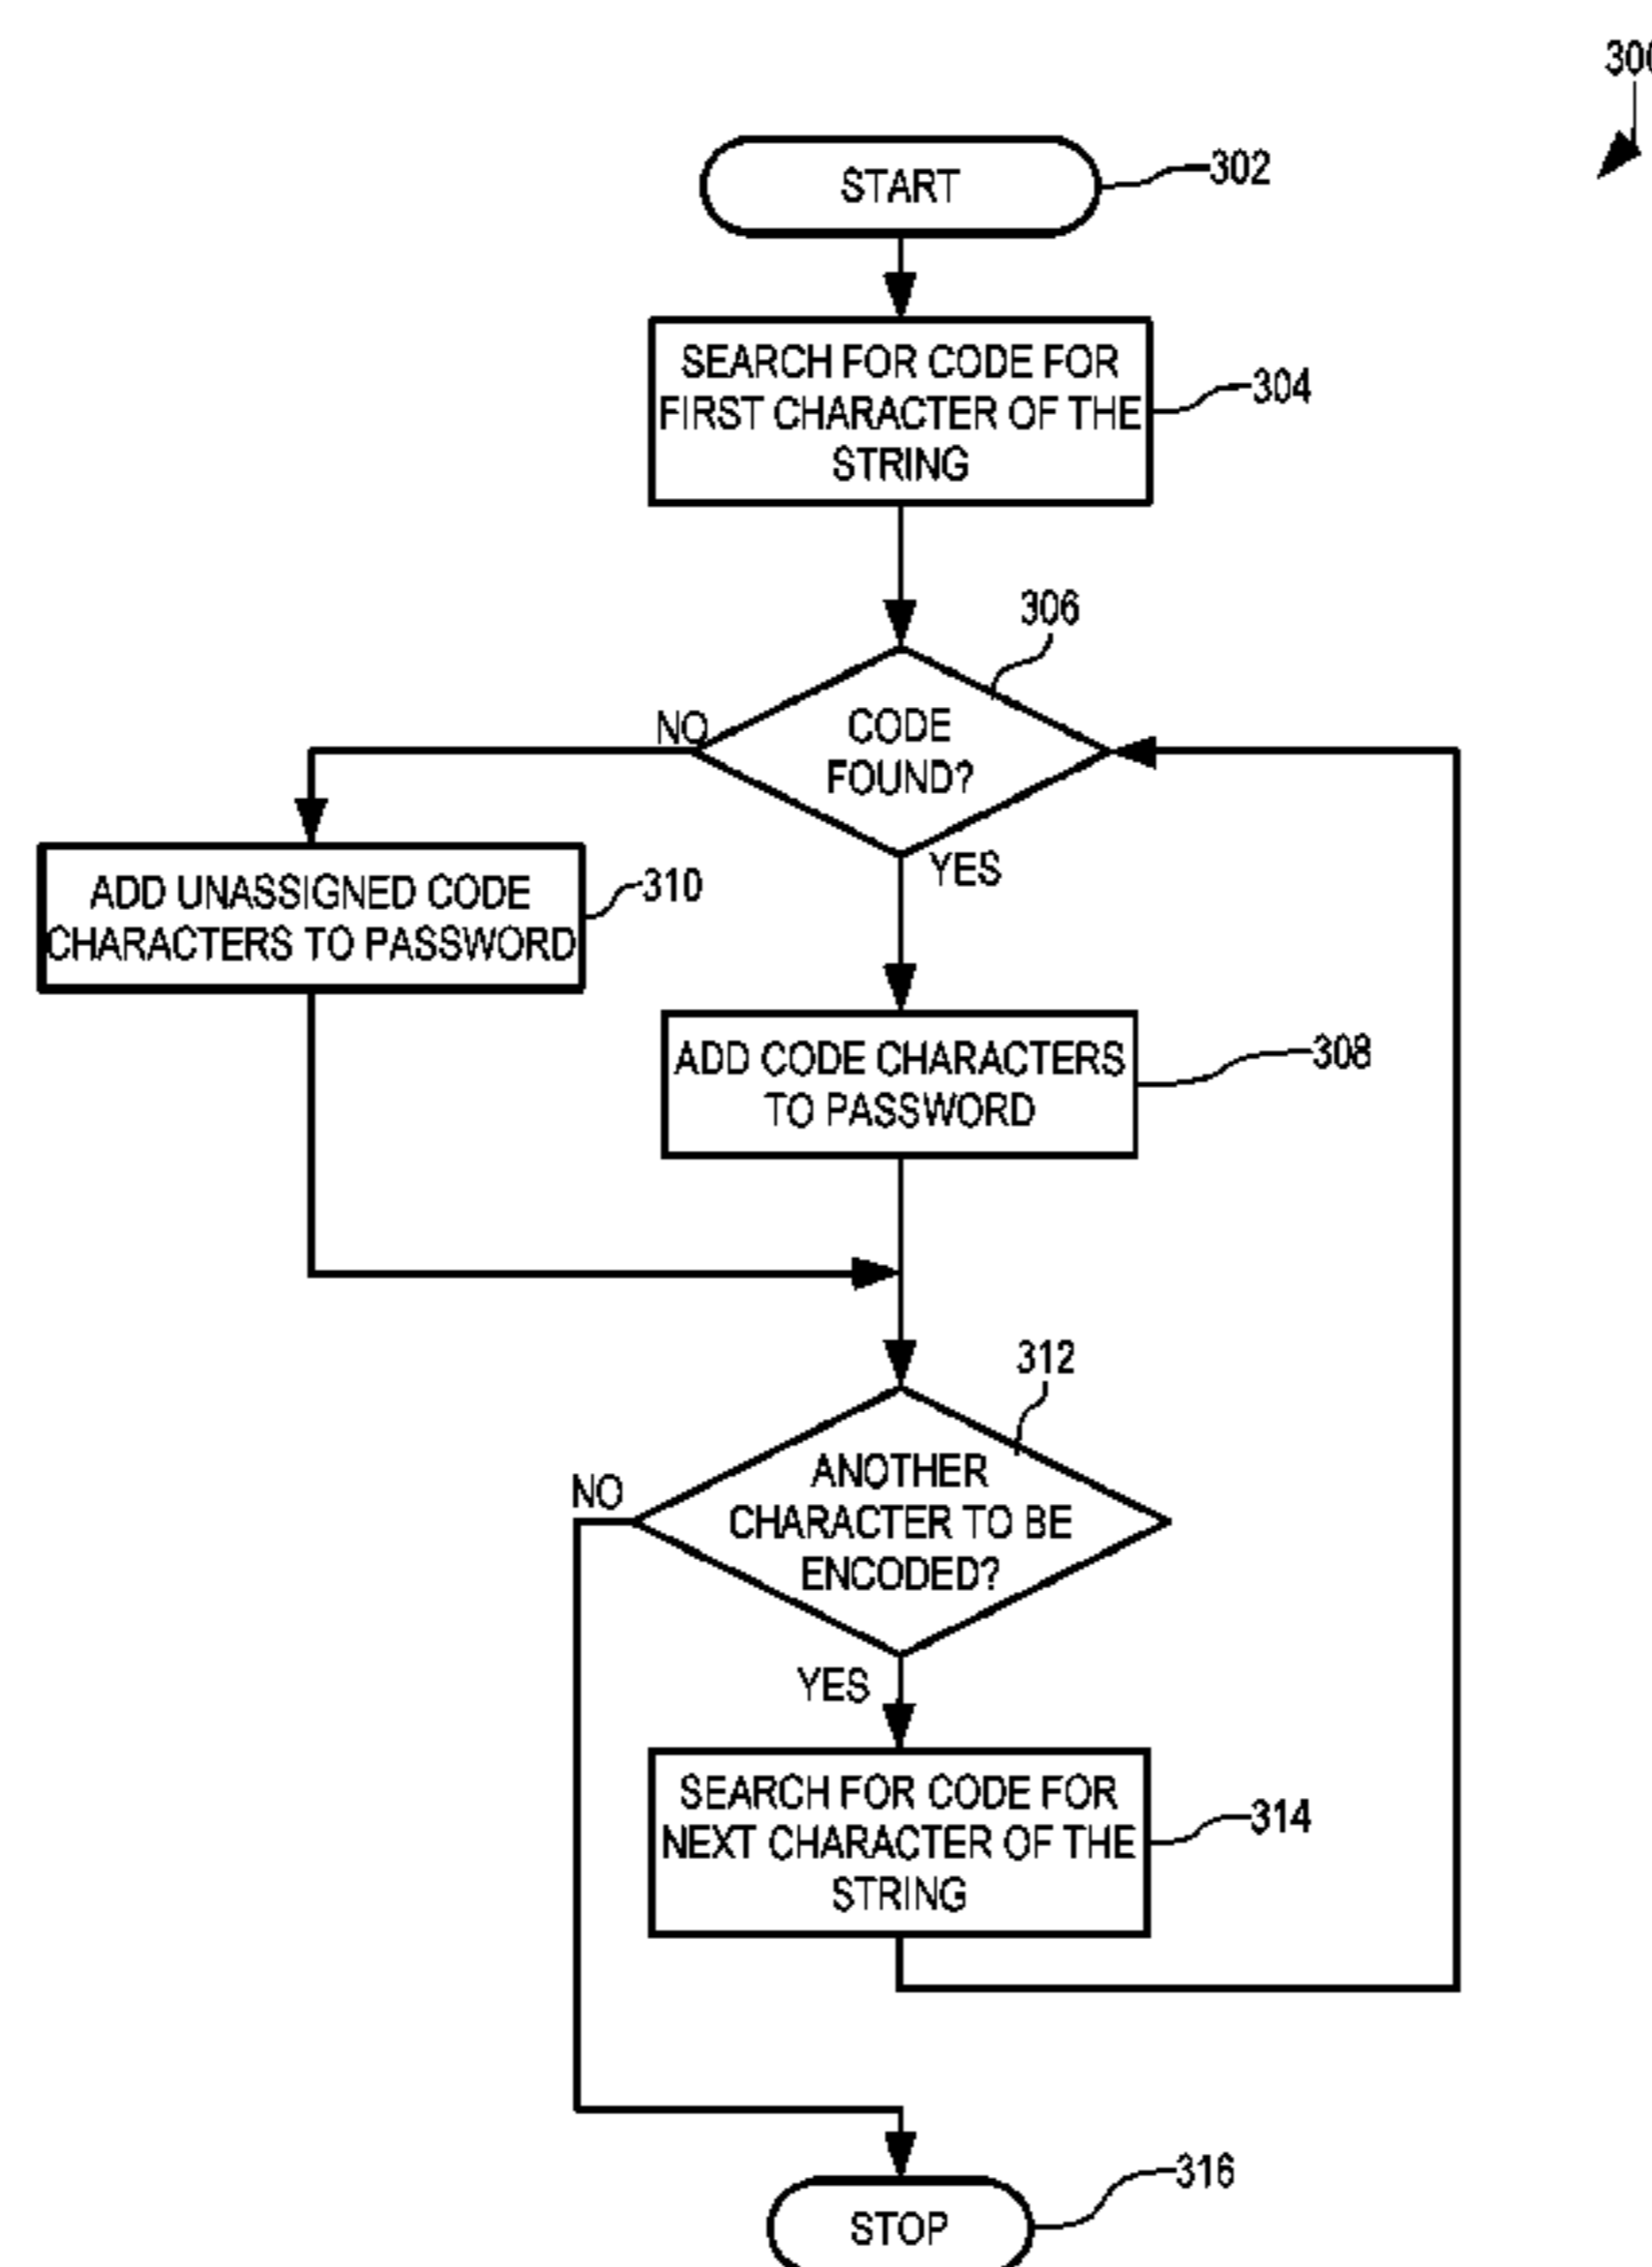 300
START
302
SEARCH FOR CODE FOR
FIRST CHARACTER OF THE
STRING
304
306
CODE
FOUND?
NO
YES
ADD UNASSIGNED CODE
CHARACTERS TO PASSWORD
310
ADD CODE CHARACTERS
TO PASSWORD
308
312
ANOTHER
CHARACTER TO BE
ENCODED?
NO
YES
SEARCH FOR CODE FOR
NEXT CHARACTER OF THE
STRING
314
STOP
316